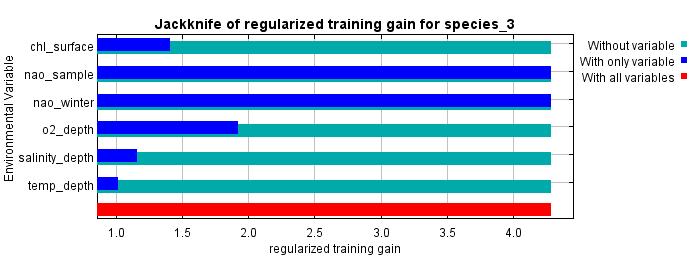 Jackknife of regularized training gain for species_3
Environmental Variable
chl_surface
nao_sample
nao_winter
o2_depth
salinity_depth
temp_depth
1.0 1.5 2.0 2.5 3.0 3.5 4.0
regularized training gain
Without variable
With only variable
With all variables